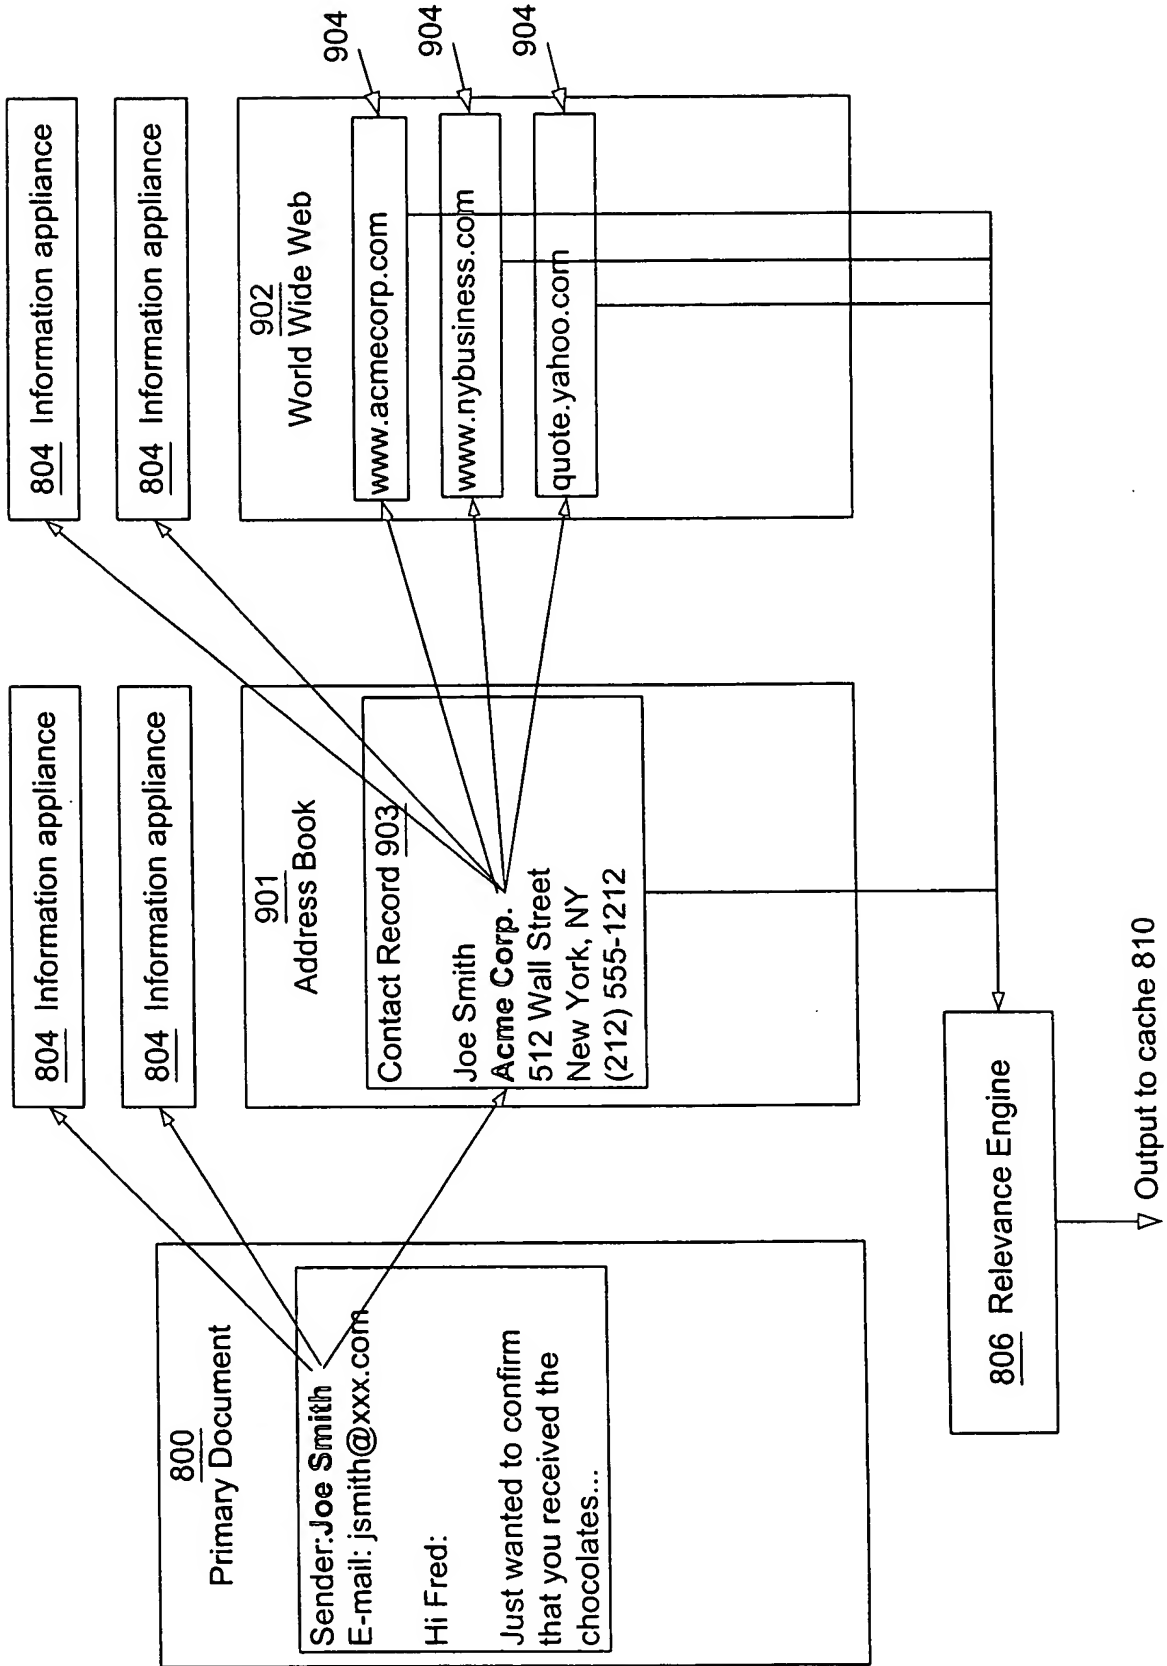 800
Primary Document
Sender:Joe Smith
E-mail: jsmith@xxx.com
Hi Fred:
Just wanted to confirm
that you received the
chocolates...
804 Information appliance
804 Information appliance
901
Address Book
Contact Record 903
Joe Smith
Acme Corp.
512 Wall Street
New York, NY
(212) 555-1212
804 Information appliance
804 Information appliance
902
World Wide Web
www.acmecorp.com
www.nybusiness.com
quote.yahoo.com
904
904
904
806 Relevance Engine
Output to cache 810